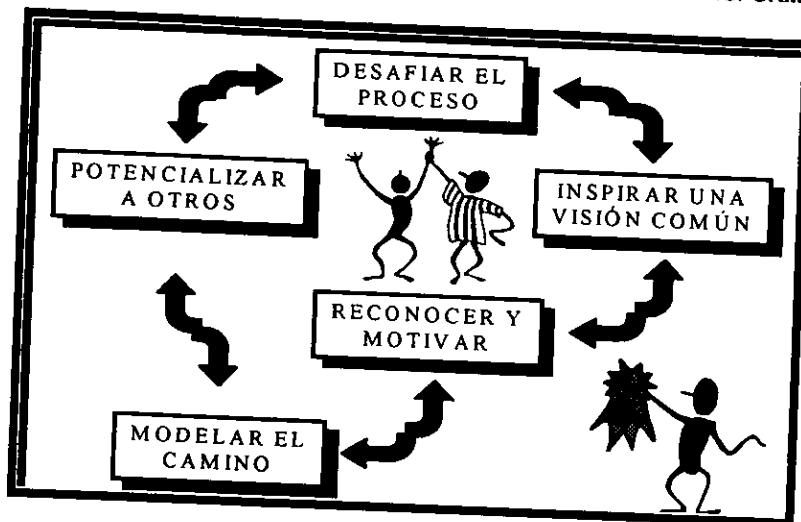 DESAFIAR EL
PROCESO
POTENCIALIZAR
A OTROS
INSPIRAR UNA
VISIÓN COMÚN
RECONOCER Y
MOTIVAR
MODELAR EL
CAMINO